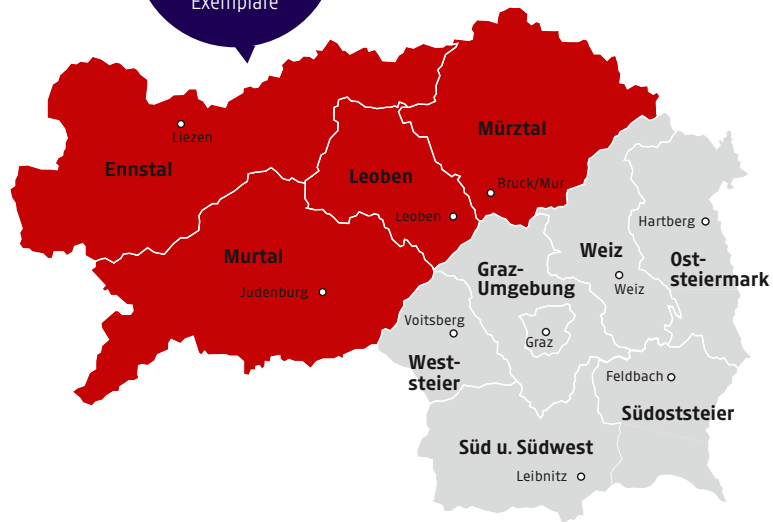 Exemplare
Liezen
Ennstal
Mürztal
Leoben
Bruck/Mur
Leoben
Murtal
Judenburg
Hartberg
Weiz
Ost-
steiermark
Graz-
Umgebung
Weiz
Voitsberg
Graz
West-
steier
Feldbach
Südoststeier
Süd u. Südwest
Leibnitz